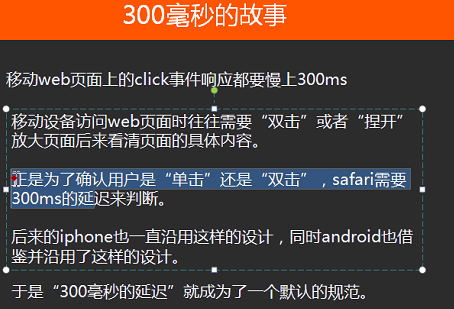 300毫秒的故事
移动web页面上的click事件响应都要慢上300ms
移动设备访问web页面时往往需要“双击”或者“捏开”
放大页面后来看清页面的具体内容。
正是为了确认用户是“单击”还是“双击”，safari需要
300ms的延迟来判断。
后来的iphone也一直沿用这样的设计，同时android也借
鉴并沿用了这样的设计。
于是“300毫秒的延迟”就成为了一个默认的规范。